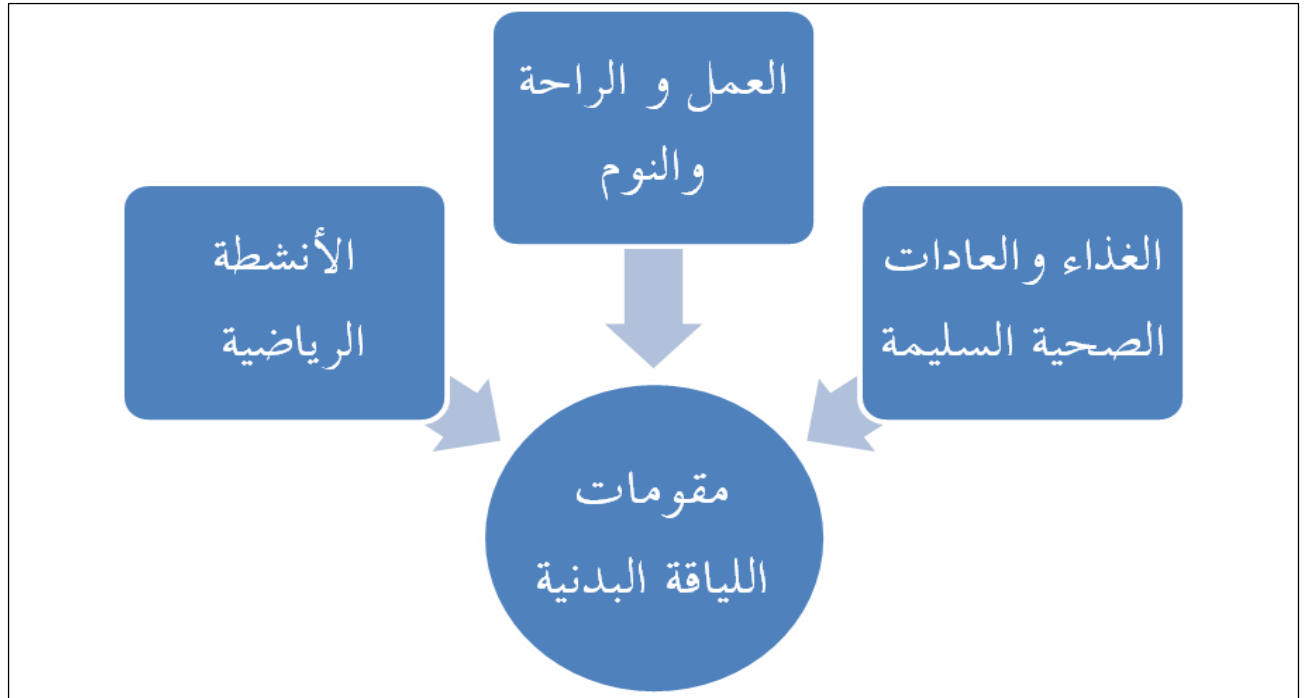 العمل و الراحة
والنوم
الغذاء والعادات
الصحية السليمة
الأنشطة
الرياضية
مقومات
اللياقة البدنية